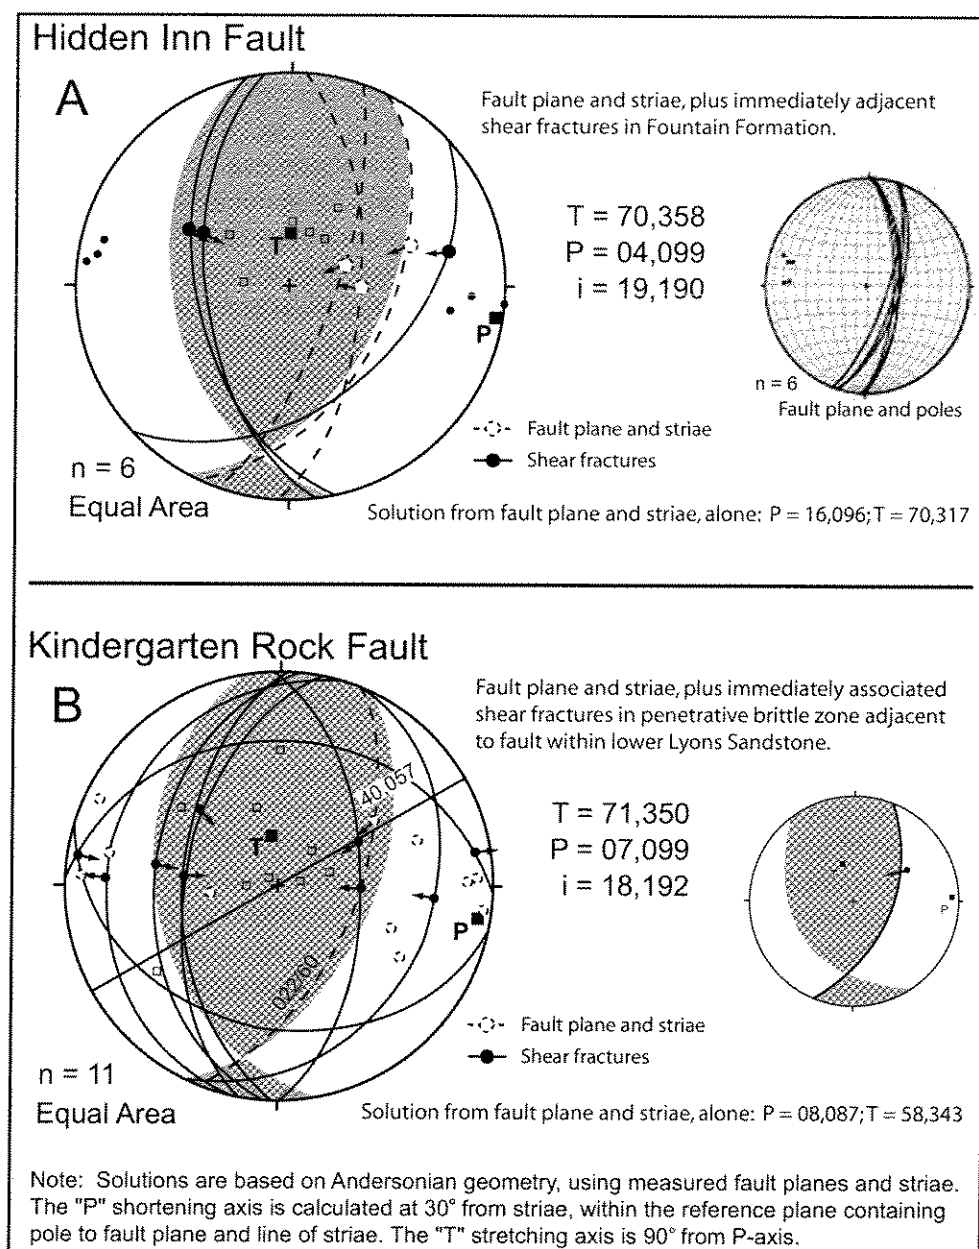 Hidden Inn Fault
A
Fault plane and striae, plus immediately adjacent
shear fractures in Fountain Formation.
T = 70,358
P = 04,099
i = 19,190
T
P
n = 6
Fault plane and poles
Fault plane and striae
Shear fractures
n = 6
Equal Area
Solution from fault plane and striae, alone: P = 16,096; T = 70,317
Kindergarten Rock Fault
B
Fault plane and striae, plus immediately associated
shear fractures in penetrative brittle zone adjacent
to fault within lower Lyons Sandstone.
40,057
T = 71,350
P = 07,099
i = 18,192
T
P
P
022/60
Fault plane and striae
Shear fractures
n = 11
Equal Area
Solution from fault plane and striae, alone: P = 08,087; T = 58,343
Note: Solutions are based on Andersonian geometry, using measured fault planes and striae.
The "P" shortening axis is calculated at 30° from striae, within the reference plane containing
pole to fault plane and line of striae. The "T" stretching axis is 90° from P-axis.